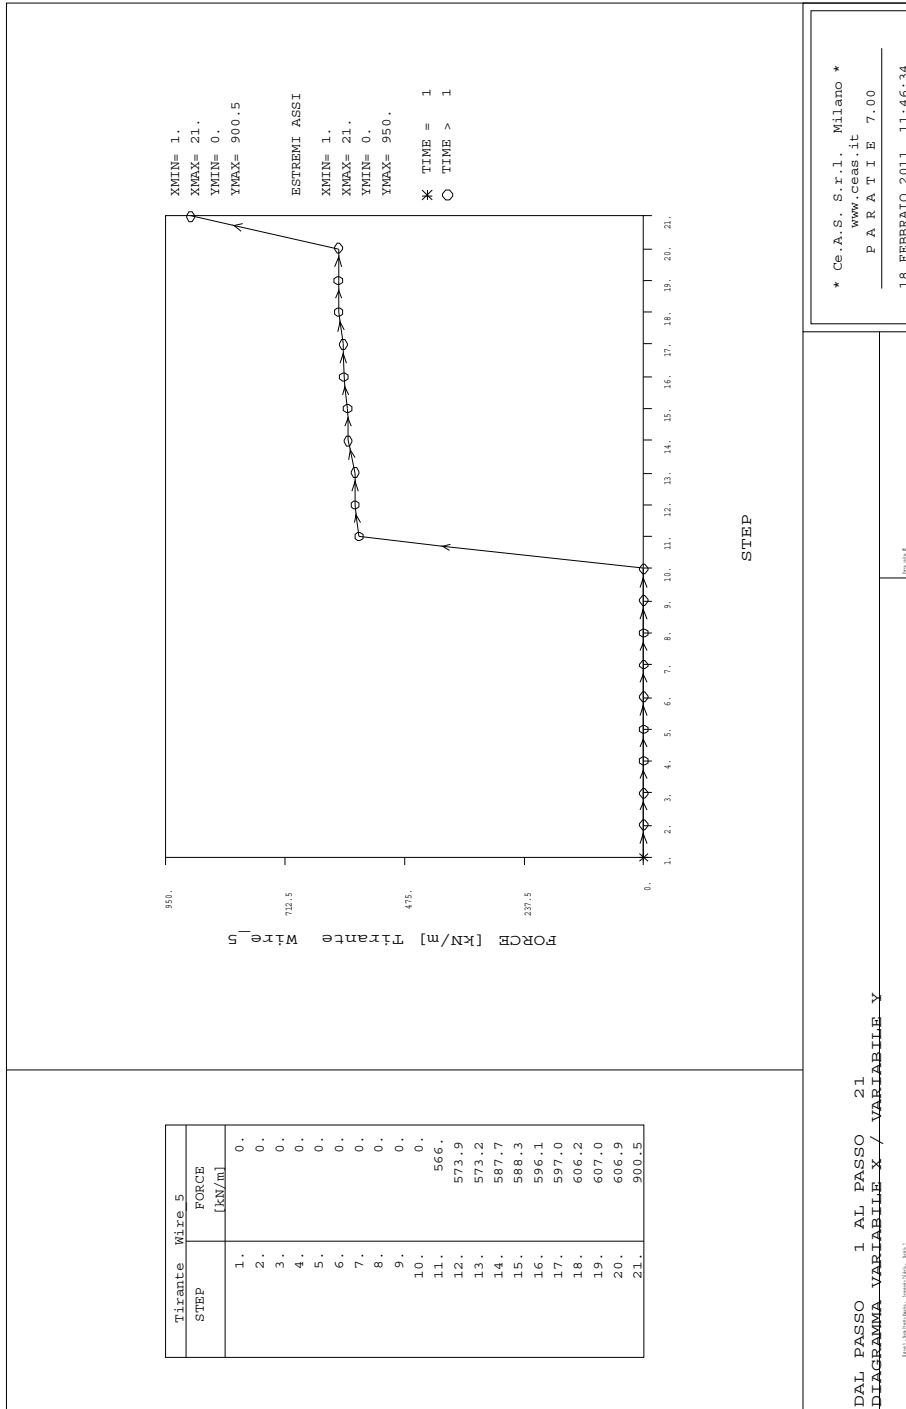 Tirante Wire_5
STEP FORCE
[kN/m]
1. 0.
2. 0.
3. 0.
4. 0.
5. 0.
6. 0.
7. 0.
8. 0.
9. 0.
10. 0.
11. 566.
12. 573.9
13. 573.2
14. 587.7
15. 588.3
16. 596.1
17. 597.0
18. 606.2
19. 607.0
20. 606.9
21. 900.5
FORCE [kN/m] Tirante Wire_5
950.
712.5
475.
237.5
0.
1. 2. 3. 4. 5. 6. 7. 8. 9. 10. 11. 12. 13. 14. 15. 16. 17. 18. 19. 20. 21.
STEP
XMIN= 1.
XMAX= 21.
YMIN= 0.
YMAX= 900.5
ESTREMI ASSI
XMIN= 1.
XMAX= 21.
YMIN= 0.
YMAX= 950.
TIME = 1
TIME > 1
DAL PASSO 1 AL PASSO 21
DIAGRAMMA VARIABILE X / VARIABILE Y
* Ce.A.S. S.r.l. Milano *
www.ceas.it
P A R A T I E 7.00
18 FEBBRAIO 2011 11:46:34